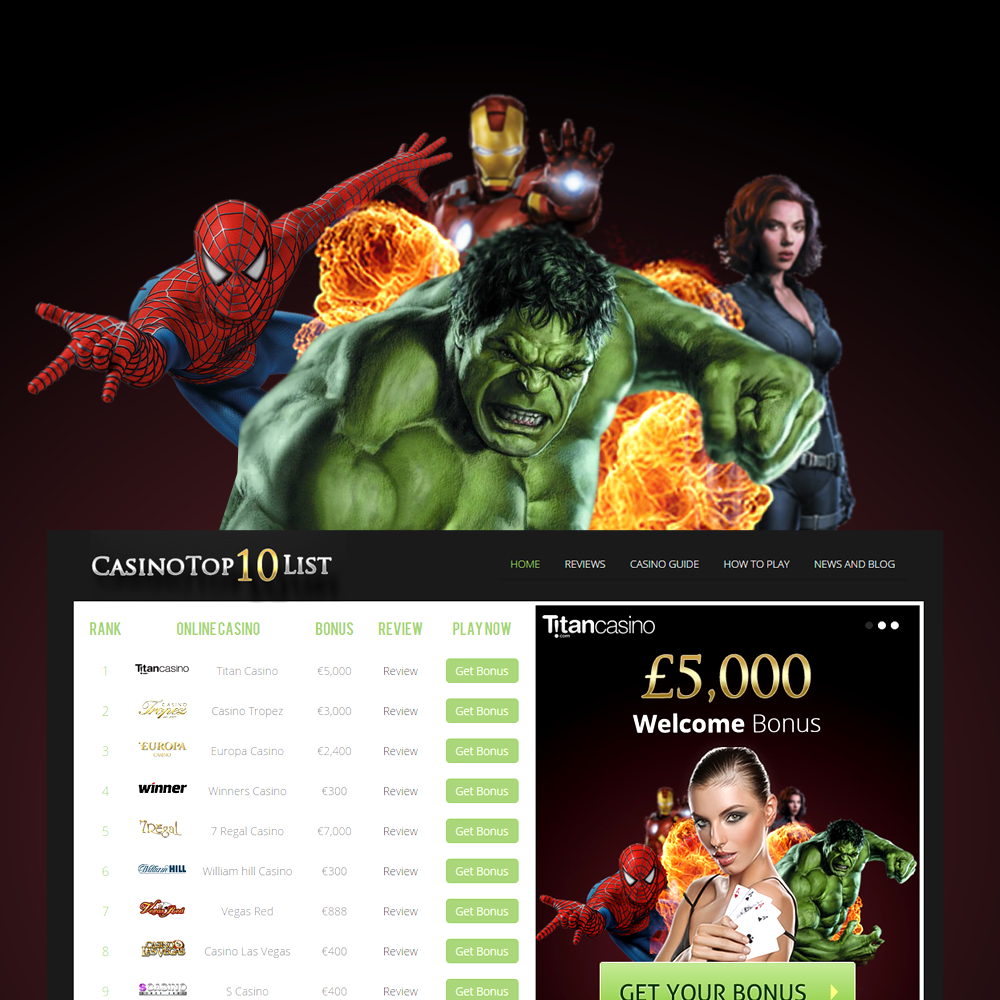 CASINOTOP10LIST
HOME REVIEWS CASINO GUIDE HOW TO PLAY NEWS AND BLOG
RANK ONLINE CASINO BONUS REVIEW PLAY NOW
1 Titancasino Titan Casino €5,000 Review Get Bonus
2 CASINO Tropez Casino Tropez €3,000 Review Get Bonus
3 EUROPA CASINO Europa Casino €2,400 Review Get Bonus
4 winner Winners Casino €300 Review Get Bonus
5 7Regal 7 Regal Casino €7,000 Review Get Bonus
6 William HILL William hill Casino €300 Review Get Bonus
7 Vegas Red Vegas Red €888 Review Get Bonus
8 CASINO LAS VEGAS Casino Las Vegas €400 Review Get Bonus
9 SCASINO S Casino €400 Review Get Bonus
Titancasino
.com
£5,000
Welcome Bonus
GET YOUR BONUS